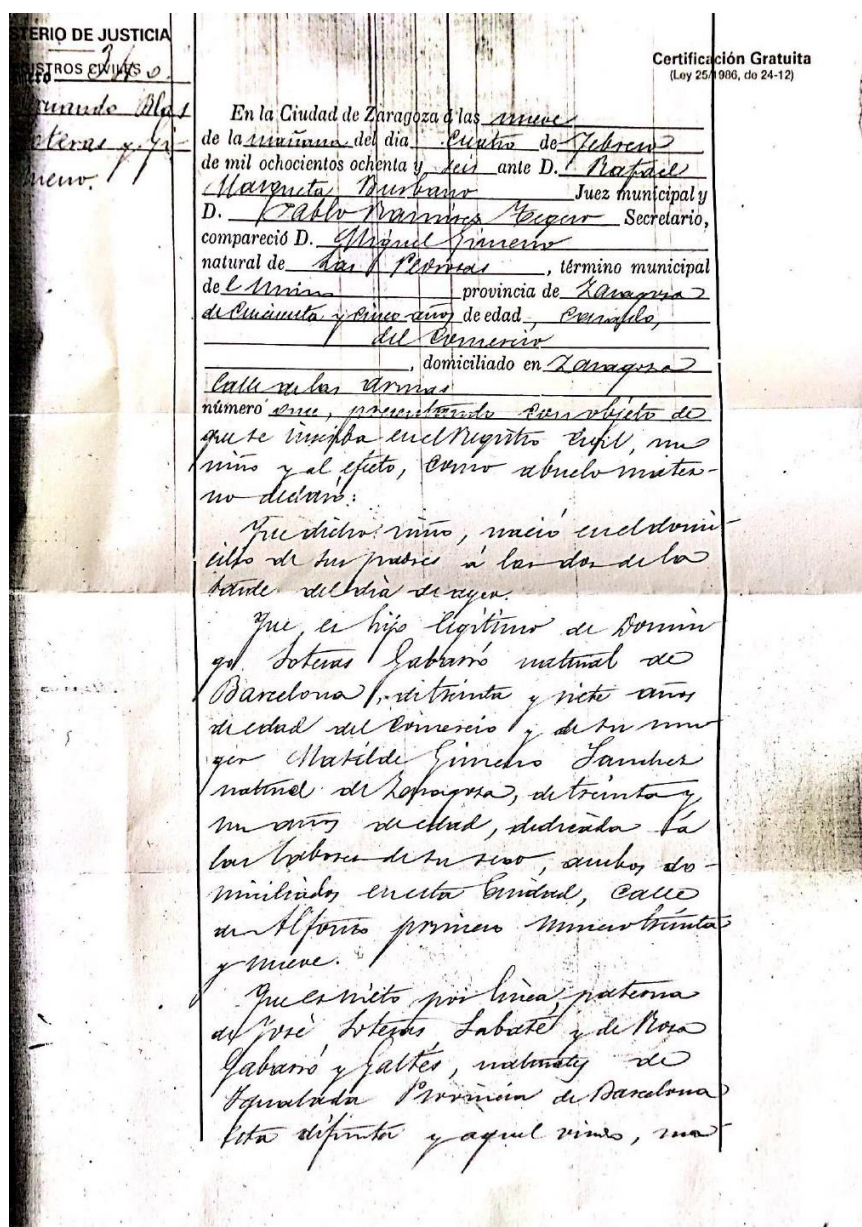 TERIO DE JUSTICIA
ISTROS CIVILES
Certificación Gratuita
(Ley 25/1986, de 24-12)
rnando Blas
oteras y Gi-
meno.
En la Ciudad de Zaragoza á las nueve
de la mañana del dia cuatro de Febrero
de mil ochocientos ochenta y seis ante D. Rafael
Marqueta Burbano Juez municipal y
D. Pablo Ramirez Secretario,
compareció D. Miguel Gimeno
natural de Las Pedrosas, término municipal
de provincia de Zaragoza
de cincuenta y cinco años de edad, casado,
del Comercio
, domiciliado en Zaragoza
Calle de las Armas
número once, presentando con objeto de
que se inscriba en el Registro Civil, un
niño y al efecto, como abuelo mater-
no declaró:
Que dicho niño, nació en el domi-
cilio de sus padres á las dos de la
tarde del dia de ayer.
Que es hijo legitimo de Domin
go Soteras Gabarró natural de
Barcelona, de treinta y siete años
de edad del Comercio y de su mu-
ger Matilde Gimeno Sanchez
natural de Zaragoza, de treinta y
un años de edad, dedicada á
las labores de su sexo, ambos do-
miciliados en esta Ciudad, Calle
de Alfonso primero numero treinta
y nueve.
Que es nieto por linea paterna
de José Soteras Sabaté y de Rosa
Gabarró y Galtés, naturales de
Igualada Provincia de Barcelona
esta difunta y aquel vivo, ma-